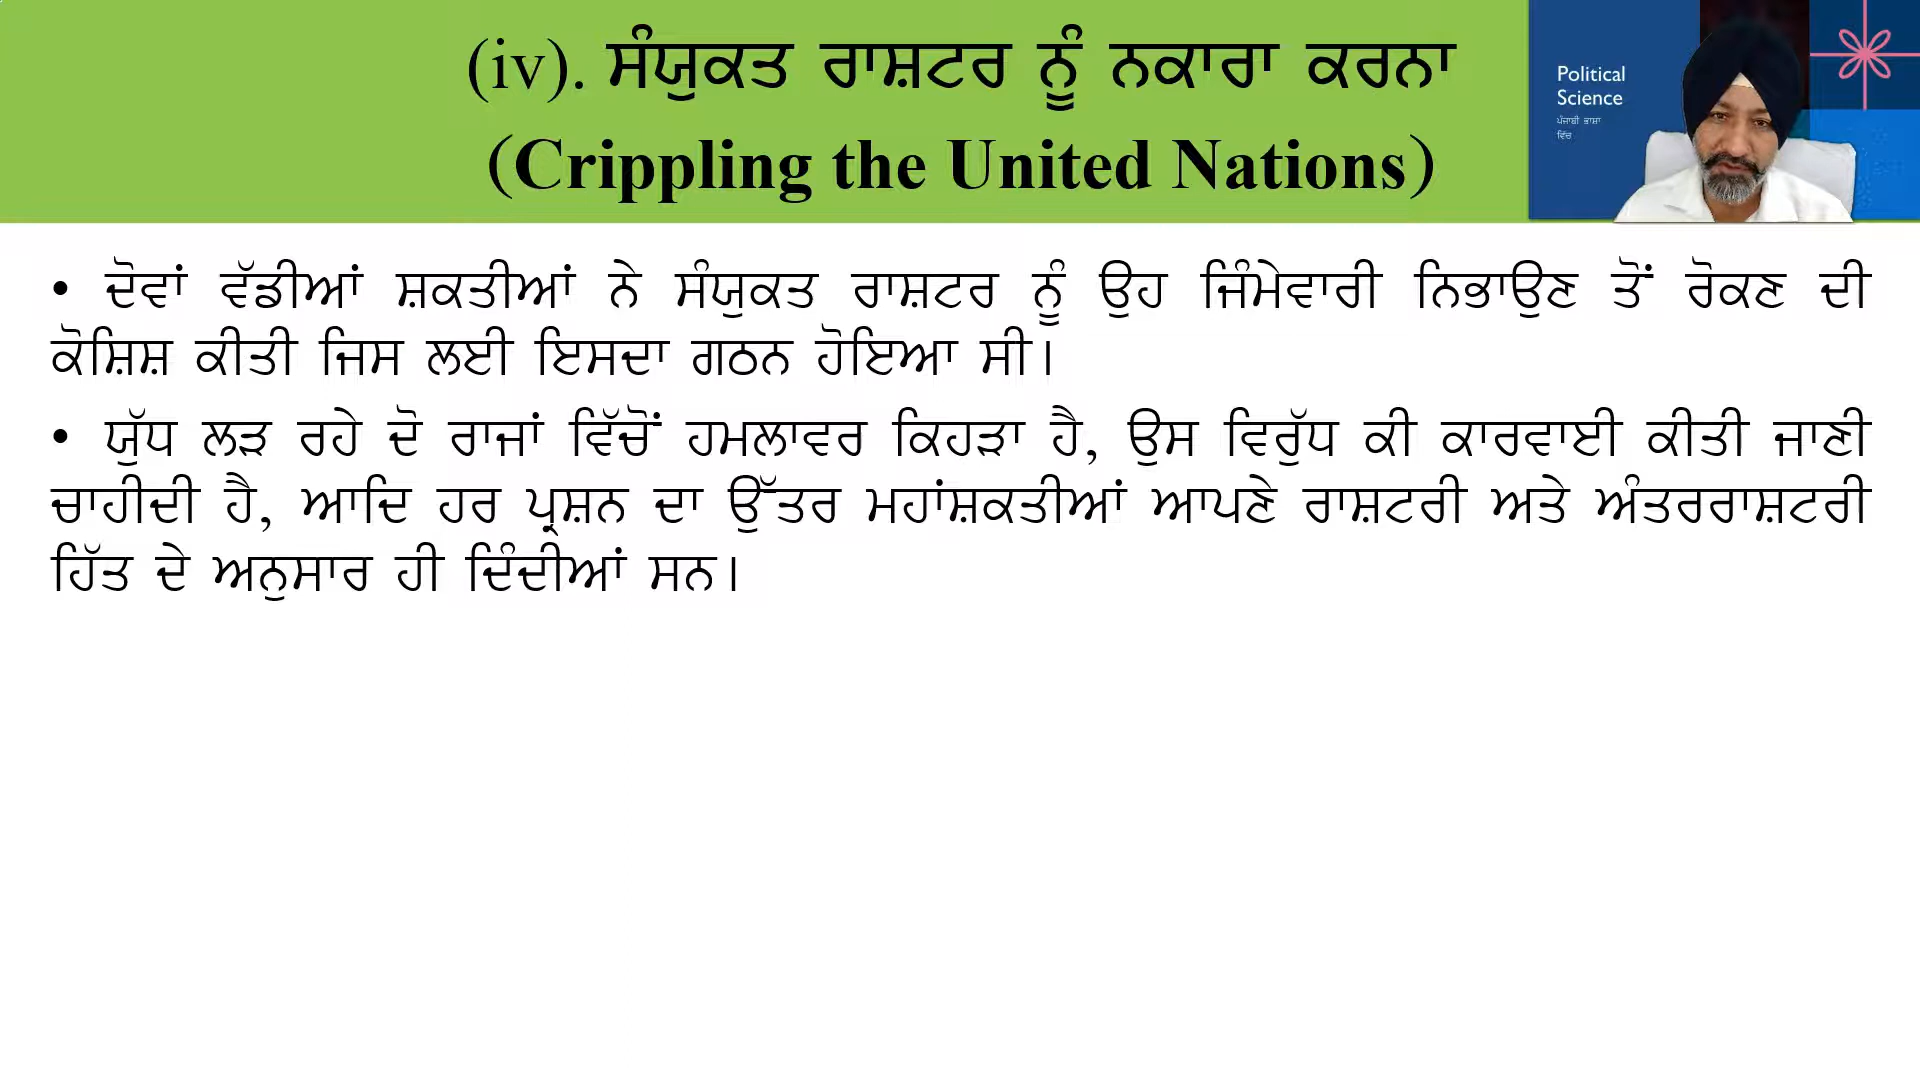 (iv). ਸੰਯੁਕਤ ਰਾਸ਼ਟਰ ਨੂੰ ਨਕਾਰਾ ਕਰਨਾ
(Crippling the United Nations)
Political
Science
ਪੰਜਾਬੀ ਭਾਸ਼ਾ
ਵਿੱਚ
• ਦੋਵਾਂ ਵੱਡੀਆਂ ਸ਼ਕਤੀਆਂ ਨੇ ਸੰਯੁਕਤ ਰਾਸ਼ਟਰ ਨੂੰ ਉਹ ਜਿੰਮੇਵਾਰੀ ਨਿਭਾਉਣ ਤੋਂ ਰੋਕਣ ਦੀ
ਕੋਸ਼ਿਸ਼ ਕੀਤੀ ਜਿਸ ਲਈ ਇਸਦਾ ਗਠਨ ਹੋਇਆ ਸੀ।
• ਯੁੱਧ ਲੜ ਰਹੇ ਦੋ ਰਾਜਾਂ ਵਿੱਚੋਂ ਹਮਲਾਵਰ ਕਿਹੜਾ ਹੈ, ਉਸ ਵਿਰੁੱਧ ਕੀ ਕਾਰਵਾਈ ਕੀਤੀ ਜਾਣੀ
ਚਾਹੀਦੀ ਹੈ, ਆਦਿ ਹਰ ਪ੍ਰਸ਼ਨ ਦਾ ਉੱਤਰ ਮਹਾਂਸ਼ਕਤੀਆਂ ਆਪਣੇ ਰਾਸ਼ਟਰੀ ਅਤੇ ਅੰਤਰਰਾਸ਼ਟਰੀ
ਹਿੱਤ ਦੇ ਅਨੁਸਾਰ ਹੀ ਦਿੰਦੀਆਂ ਸਨ।